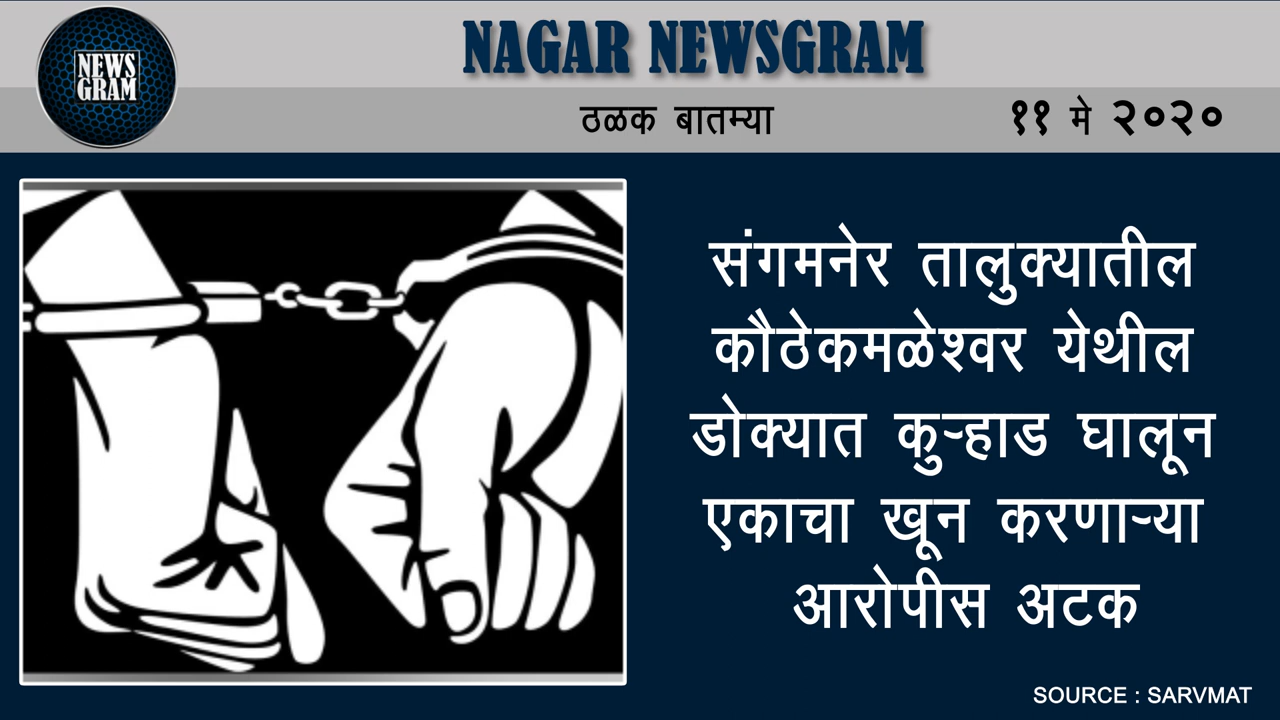 NEWS
GRAM
NAGAR NEWSGRAM
ठळक बातम्या
११ मे २०२०
संगमनेर तालुक्यातील
कौठेकमळेश्वर येथील
डोक्यात कुऱ्हाड घालून
एकाचा खून करणाऱ्या
आरोपीस अटक
SOURCE : SARVMAT